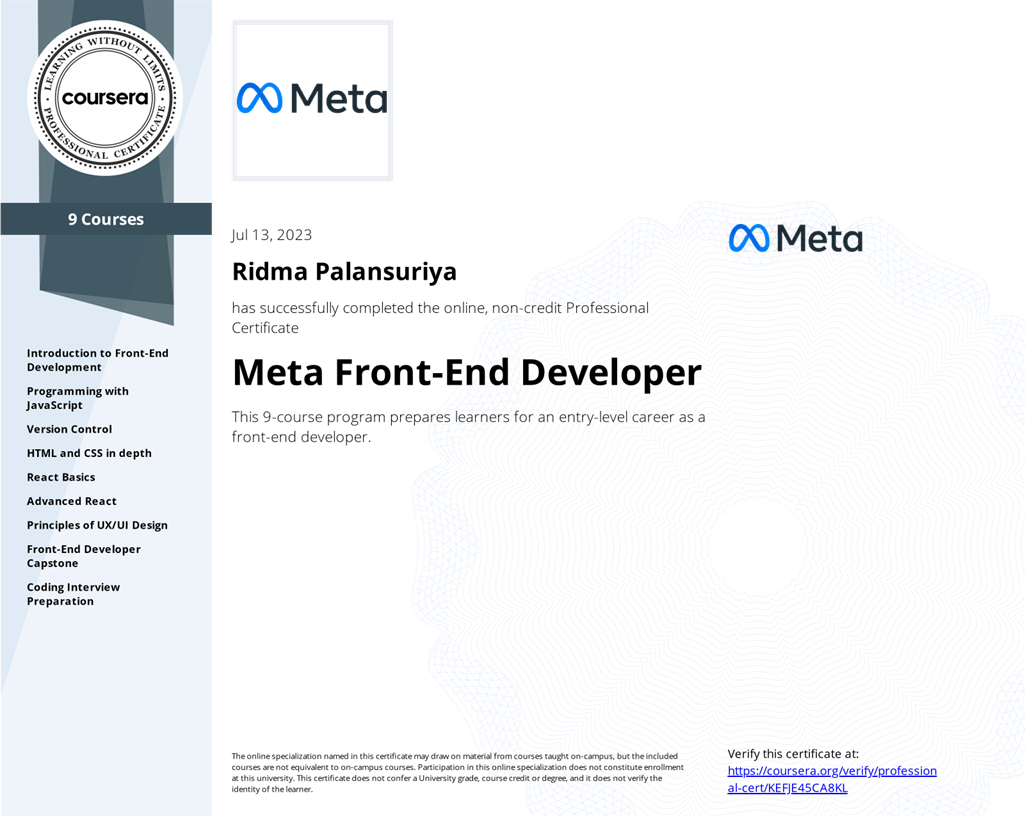 LEARNING WITHOUT LIMITS
coursera
PROFESSIONAL CERTIFICATE
9 Courses
Introduction to Front-End
Development
Programming with
JavaScript
Version Control
HTML and CSS in depth
React Basics
Advanced React
Principles of UX/UI Design
Front-End Developer
Capstone
Coding Interview
Preparation
Meta
Jul 13, 2023
Ridma Palansuriya
has successfully completed the online, non-credit Professional
Certificate
Meta Front-End Developer
This 9-course program prepares learners for an entry-level career as a
front-end developer.
Meta
The online specialization named in this certificate may draw on material from courses taught on-campus, but the included
courses are not equivalent to on-campus courses. Participation in this online specialization does not constitute enrollment
at this university. This certificate does not confer a University grade, course credit or degree, and it does not verify the
identity of the learner.
Verify this certificate at:
https://coursera.org/verify/profession
al-cert/KEFJE45CA8KL